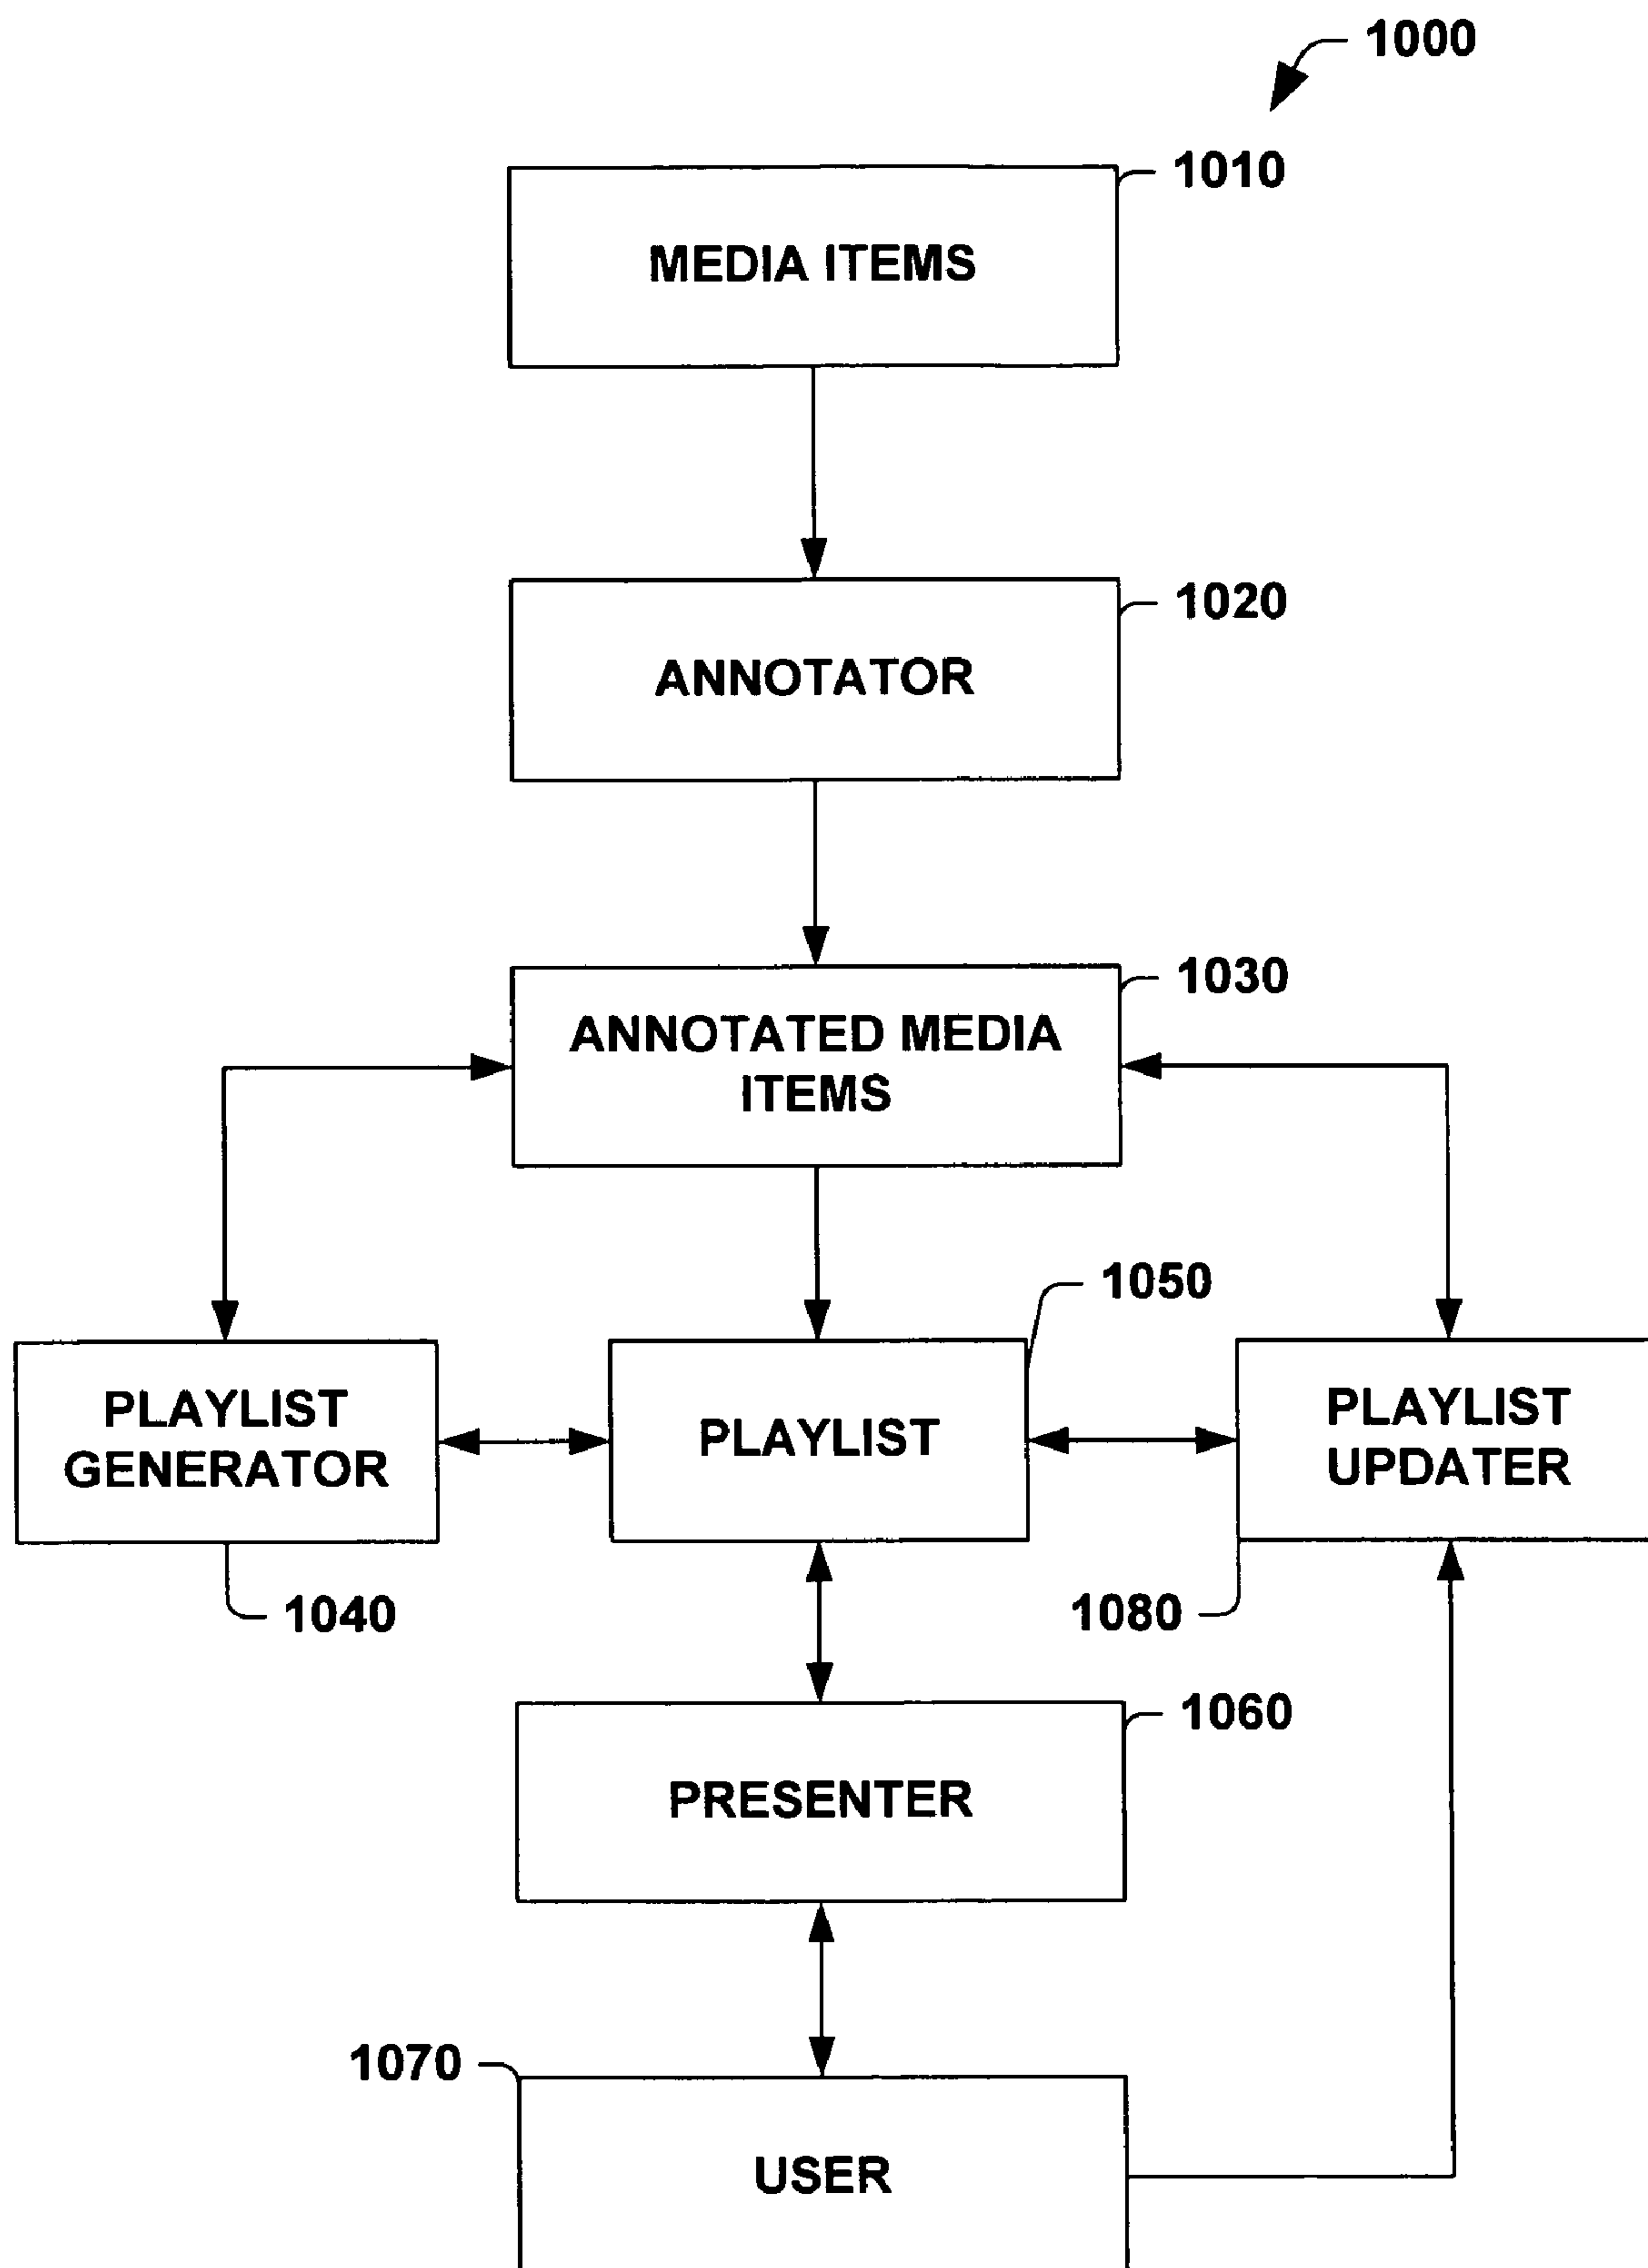 1000
1010
MEDIA ITEMS
1020
ANNOTATOR
1030
ANNOTATED MEDIA
ITEMS
1050
PLAYLIST
GENERATOR
PLAYLIST
PLAYLIST
UPDATER
1040
1080
1060
PRESENTER
1070
USER